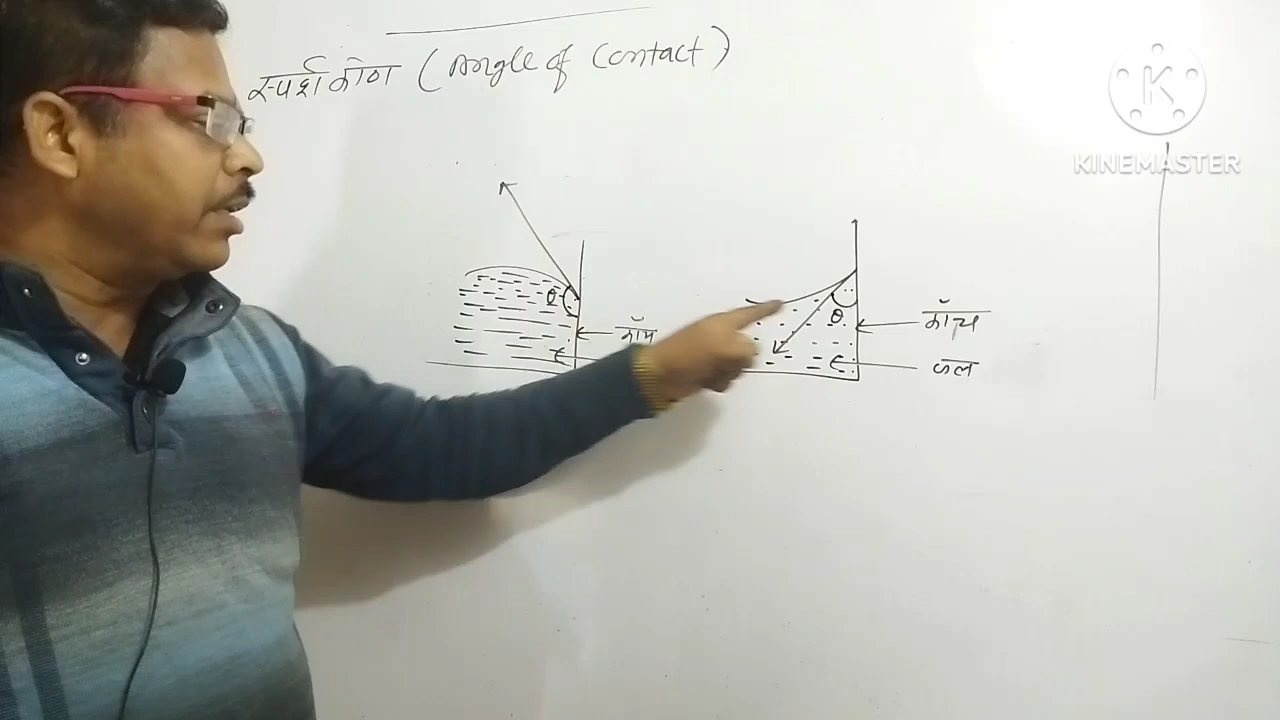 स्पर्श कोण (Angle of Contact)
K
KINEMASTER
θ
θ
काँच
काँच
जल